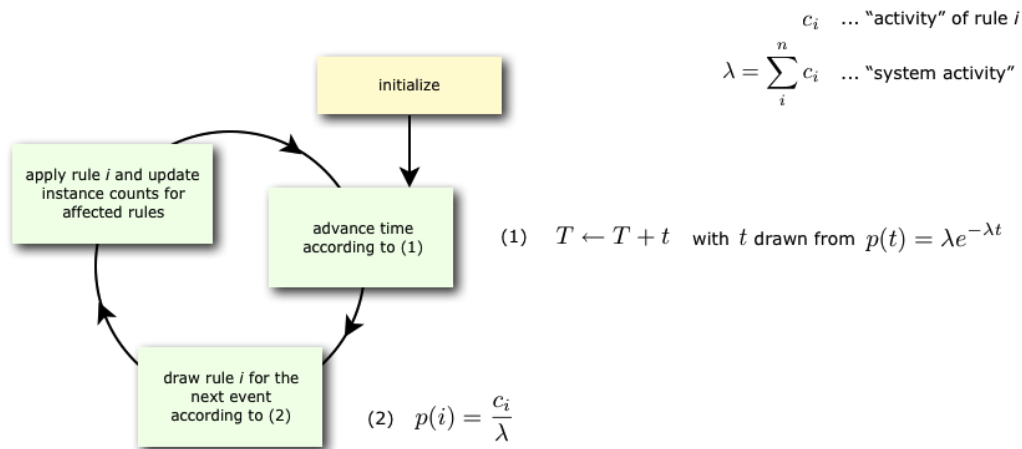 c_i ... “activity” of rule i
λ = \sum_{i}^{n} c_i ... “system activity”
initialize
apply rule i and update
instance counts for
affected rules
advance time
according to (1)
(1) T ← T + t with t drawn from p(t) = λe^{−λt}
draw rule i for the
next event
according to (2)
(2) p(i) = \frac{c_i}{λ}